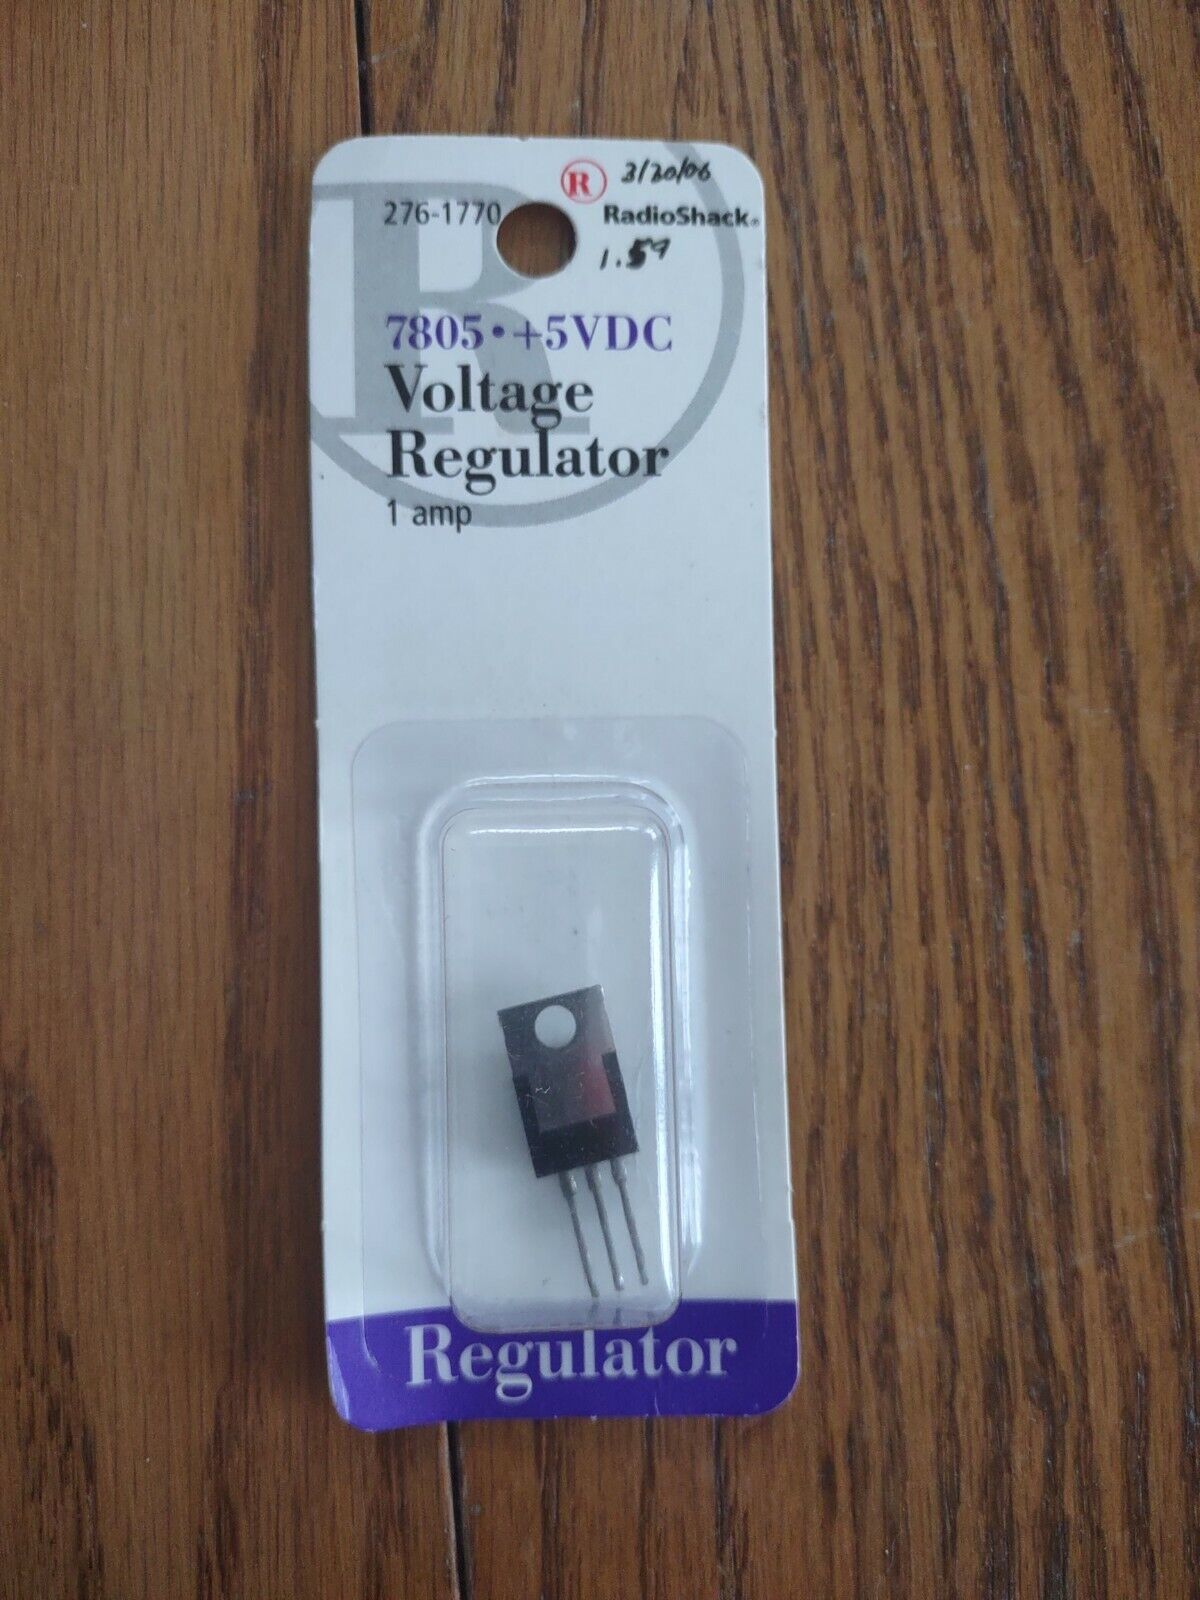 R 3/20/06
276-1770 RadioShack®
1.59
7805•+5VDC
Voltage
Regulator
1 amp
Regulator